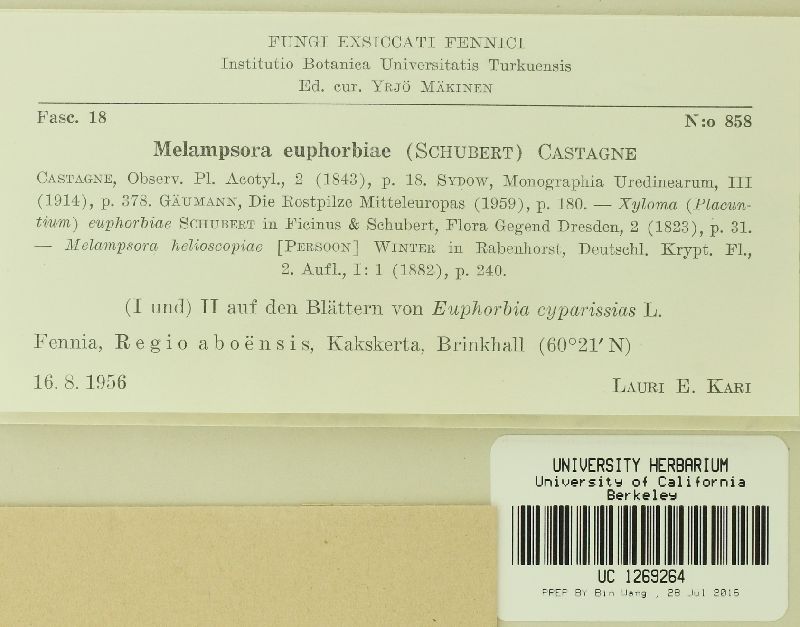 FUNGI EXSICCATI FENNICI
Institutio Botanica Universitatis Turkuensis
Ed. cur. YRJÖ MÄKINEN
Fasc. 18 N:o 858
Melampsora euphorbiae (SCHUBERT) CASTAGNE
CASTAGNE, Observ. Pl. Acotyl., 2 (1843), p. 18. SYDOW, Monographia Uredinearum, III
(1914), p. 378. GÄUMANN, Die Rostpilze Mitteleuropas (1959), p. 180. — Xyloma (Placun-
tium) euphorbiae SCHUBERT in Ficinus & Schubert, Flora Gegend Dresden, 2 (1823), p. 31.
— Melampsora helioscopiae [PERSOON] WINTER in Rabenhorst, Deutschl. Krypt. Fl.,
2. Aufl., I: 1 (1882), p. 240.
(I und) II auf den Blättern von Euphorbia cyparissias L.
Fennia, Regio aboënsis, Kakskerta, Brinkhall (60°21′ N)
16. 8. 1956 LAURI E. KARI
UNIVERSITY HERBARIUM
University of California
Berkeley
UC 1269264
PREP BY Bin Wang , 28 Jul 2016